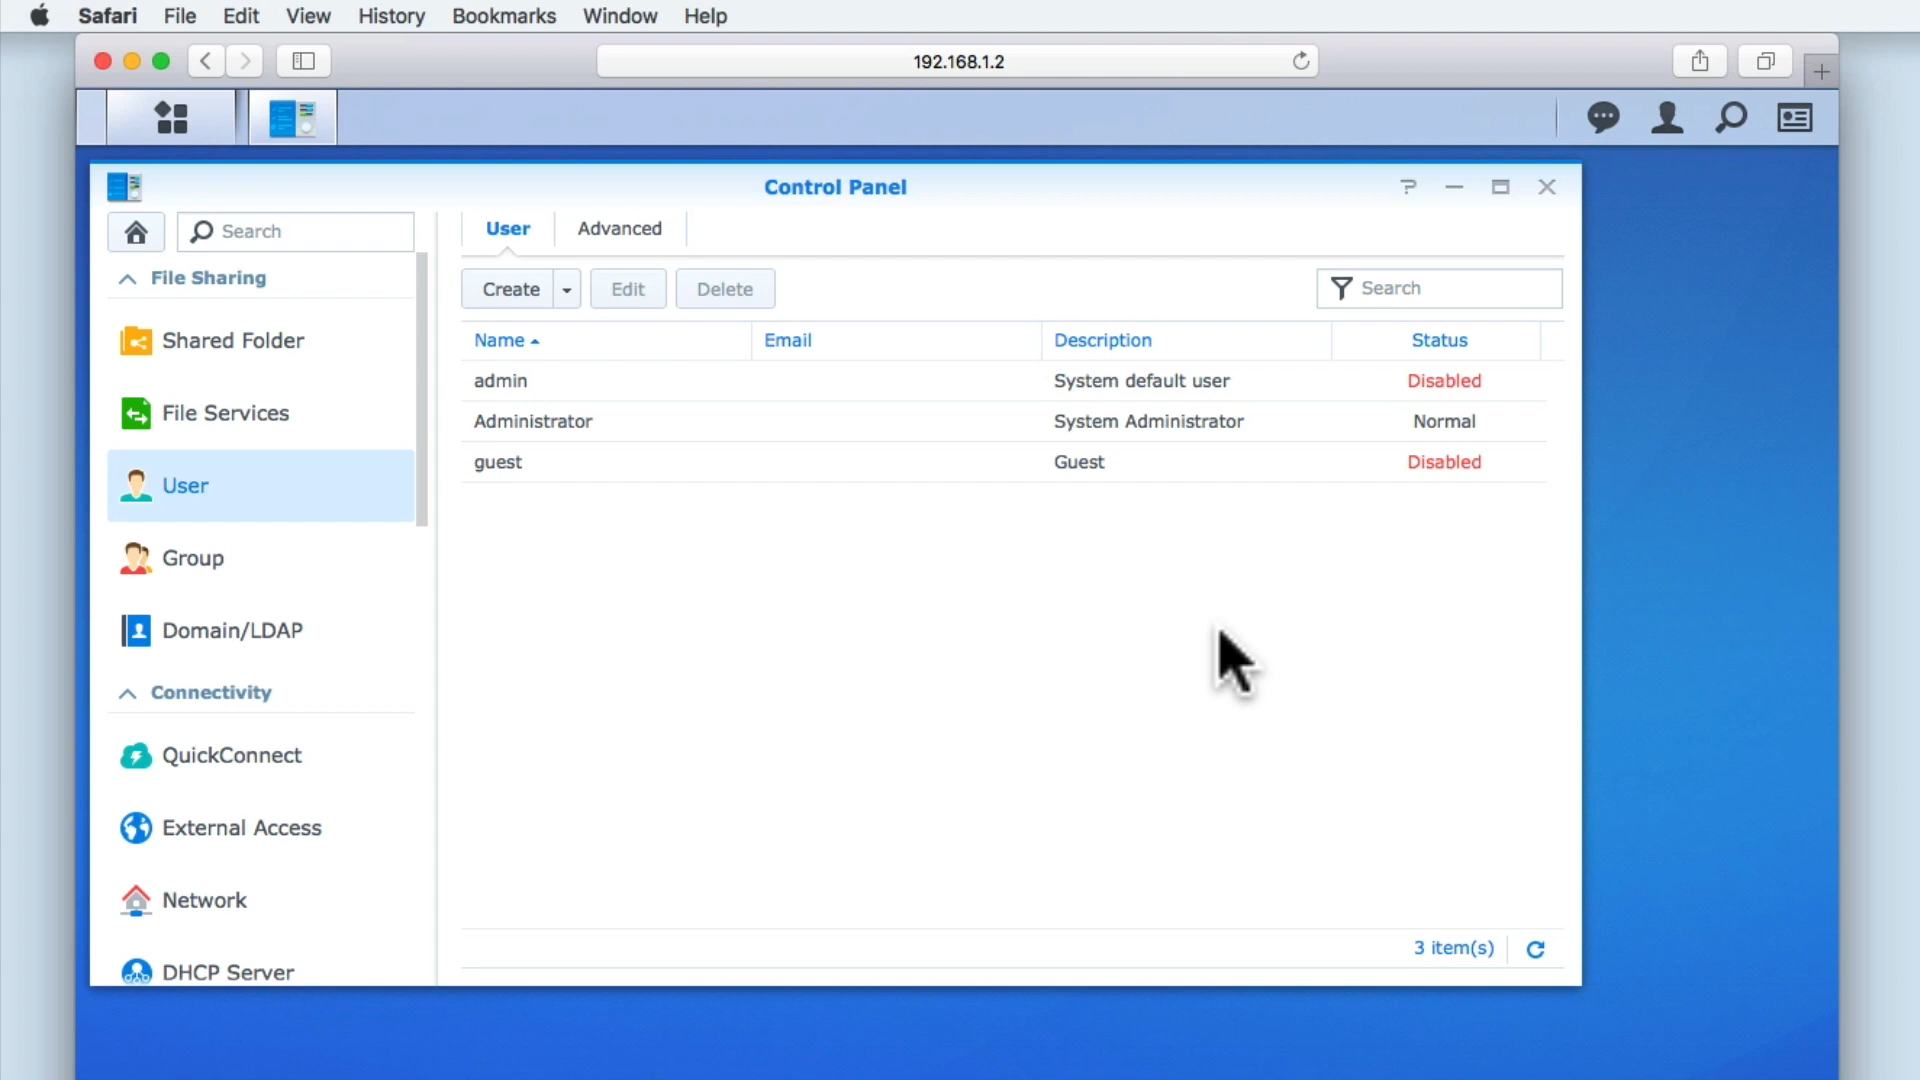 Safari File Edit View History Bookmarks Window Help
192.168.1.2
Control Panel
Search
File Sharing
Shared Folder
File Services
User
Group
Domain/LDAP
Connectivity
QuickConnect
External Access
Network
DHCP Server
User Advanced
Create Edit Delete Search
Name Email Description Status
admin System default user Disabled
Administrator System Administrator Normal
guest Guest Disabled
3 item(s)